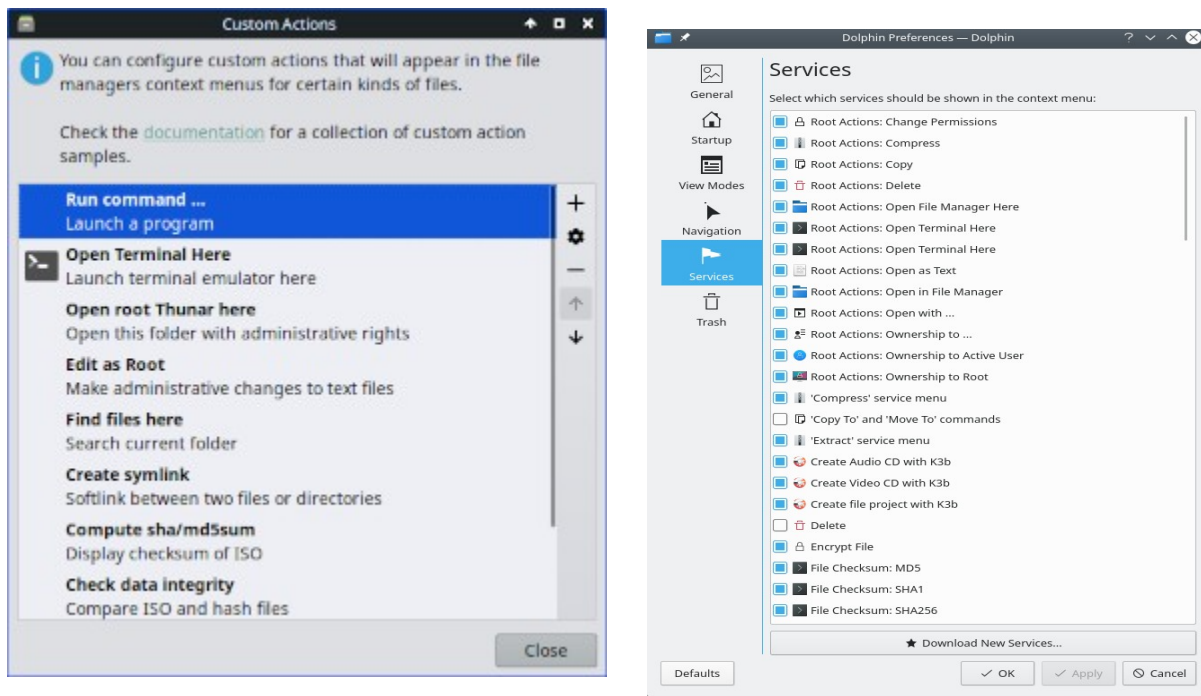 Custom Actions
You can configure custom actions that will appear in the file
managers context menus for certain kinds of files.
Check the documentation for a collection of custom action
samples.
Run command ...
Launch a program
Open Terminal Here
Launch terminal emulator here
Open root Thunar here
Open this folder with administrative rights
Edit as Root
Make administrative changes to text files
Find files here
Search current folder
Create symlink
Softlink between two files or directories
Compute sha/md5sum
Display checksum of ISO
Check data integrity
Compare ISO and hash files
Close
Dolphin Preferences — Dolphin
General
Startup
View Modes
Navigation
Services
Trash
Services
Select which services should be shown in the context menu:
Root Actions: Change Permissions
Root Actions: Compress
Root Actions: Copy
Root Actions: Delete
Root Actions: Open File Manager Here
Root Actions: Open Terminal Here
Root Actions: Open Terminal Here
Root Actions: Open as Text
Root Actions: Open in File Manager
Root Actions: Open with ...
Root Actions: Ownership to ...
Root Actions: Ownership to Active User
Root Actions: Ownership to Root
'Compress' service menu
'Copy To' and 'Move To' commands
'Extract' service menu
Create Audio CD with K3b
Create Video CD with K3b
Create file project with K3b
Delete
Encrypt File
File Checksum: MD5
File Checksum: SHA1
File Checksum: SHA256
Download New Services...
Defaults
OK
Apply
Cancel